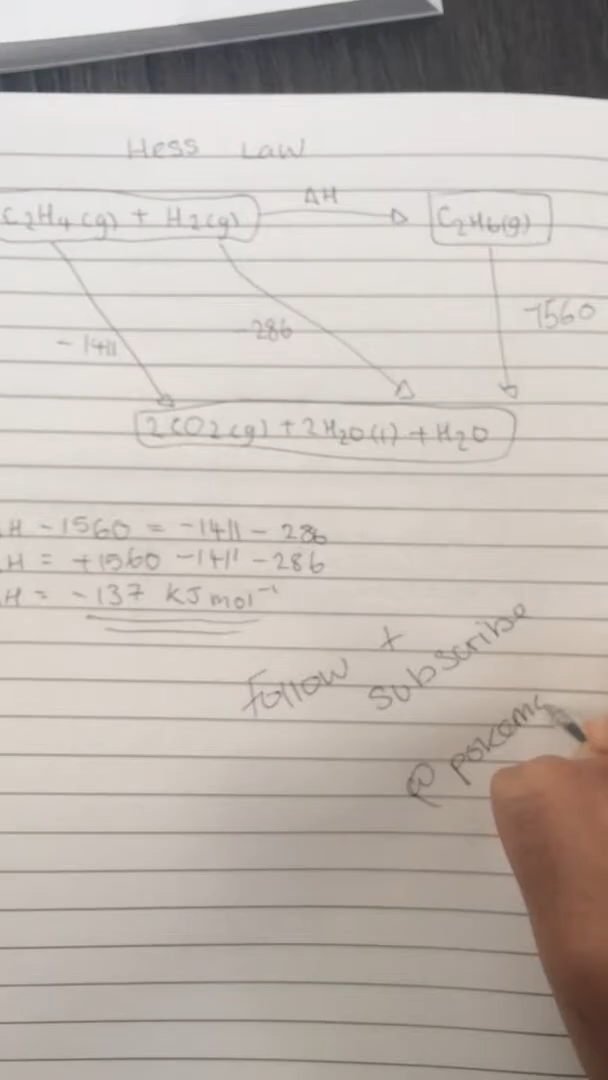 Hess Law
ΔH
C2H4(g) + H2(g)
C2H6(g)
-1411
-286
-1560
2CO2(g) + 2H2O(l) + H2O
H - 1560 = -1411 - 286
H = +1560 - 1411 - 286
H = -137 KJ mol⁻¹
follow +
subscribe
@ pokems